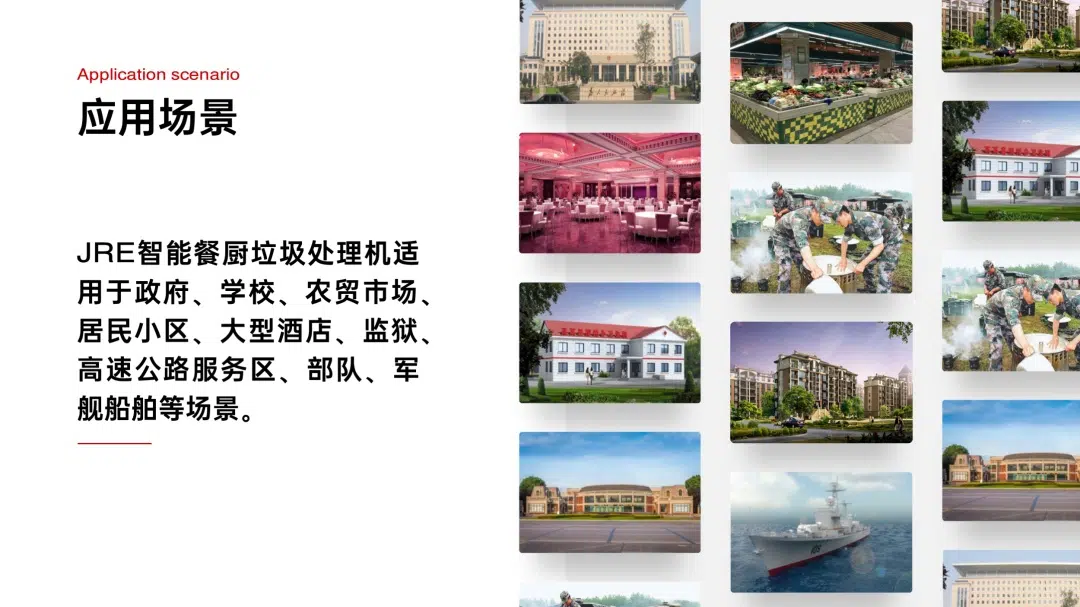 Application scenario
应用场景
JRE智能餐厨垃圾处理机适
用于政府、学校、农贸市场、
居民小区、大型酒店、监狱、
高速公路服务区、部队、军
舰船舶等场景。